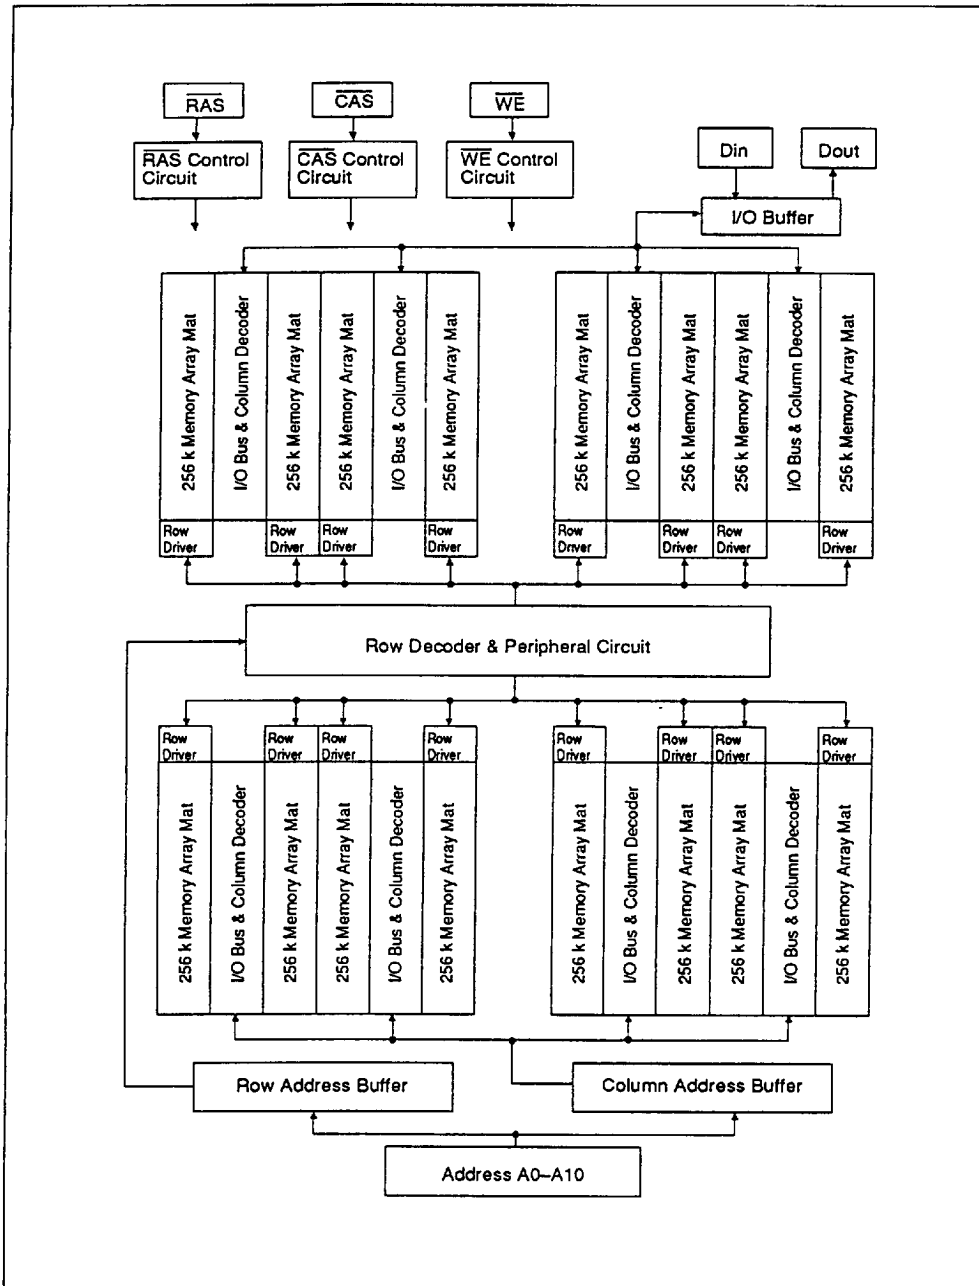 R̅A̅S̅
C̅A̅S̅
W̅E̅
R̅A̅S̅ Control
Circuit
C̅A̅S̅ Control
Circuit
W̅E̅ Control
Circuit
Din
Dout
I/O Buffer
256 k Memory Array Mat
I/O Bus & Column Decoder
256 k Memory Array Mat
256 k Memory Array Mat
I/O Bus & Column Decoder
256 k Memory Array Mat
256 k Memory Array Mat
I/O Bus & Column Decoder
256 k Memory Array Mat
256 k Memory Array Mat
I/O Bus & Column Decoder
256 k Memory Array Mat
Row
Driver
Row
Driver
Row
Driver
Row
Driver
Row
Driver
Row
Driver
Row
Driver
Row
Driver
Row Decoder & Peripheral Circuit
Row
Driver
Row
Driver
Row
Driver
Row
Driver
Row
Driver
Row
Driver
Row
Driver
Row
Driver
256 k Memory Array Mat
I/O Bus & Column Decoder
256 k Memory Array Mat
256 k Memory Array Mat
I/O Bus & Column Decoder
256 k Memory Array Mat
256 k Memory Array Mat
I/O Bus & Column Decoder
256 k Memory Array Mat
256 k Memory Array Mat
I/O Bus & Column Decoder
256 k Memory Array Mat
Row Address Buffer
Column Address Buffer
Address A0–A10